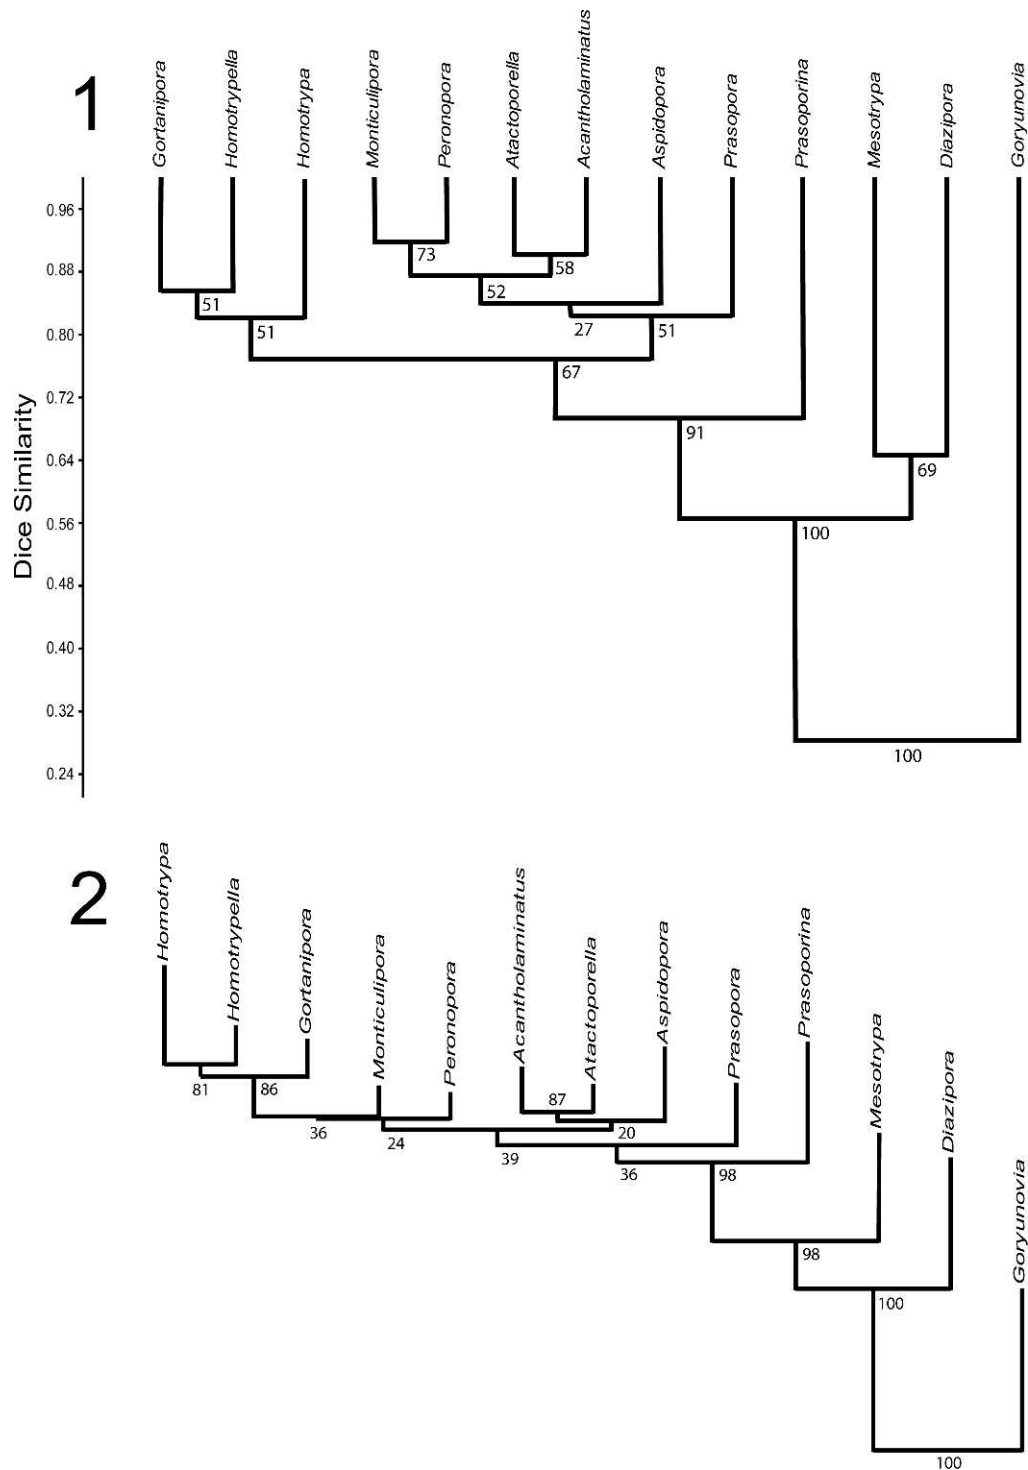 1
Gortanipora
Homotrypella
Homotrypa
Monticulipora
Peronopora
Atactoporella
Acantholaminatus
Aspidopora
Prasopora
Prasoporina
Mesotrypa
Diazipora
Goryunovia
Dice Similarity
0.96
0.88
0.80
0.72
0.64
0.56
0.48
0.40
0.32
0.24
73
58
51
52
51
27
51
67
91
69
100
100
2
Homotrypa
Homotrypella
Gortanipora
Monticulipora
Peronopora
Acantholaminatus
Atactoporella
Aspidopora
Prasopora
Prasoporina
Mesotrypa
Diazipora
Goryunovia
81
86
87
36
24
20
39
36
98
98
100
100